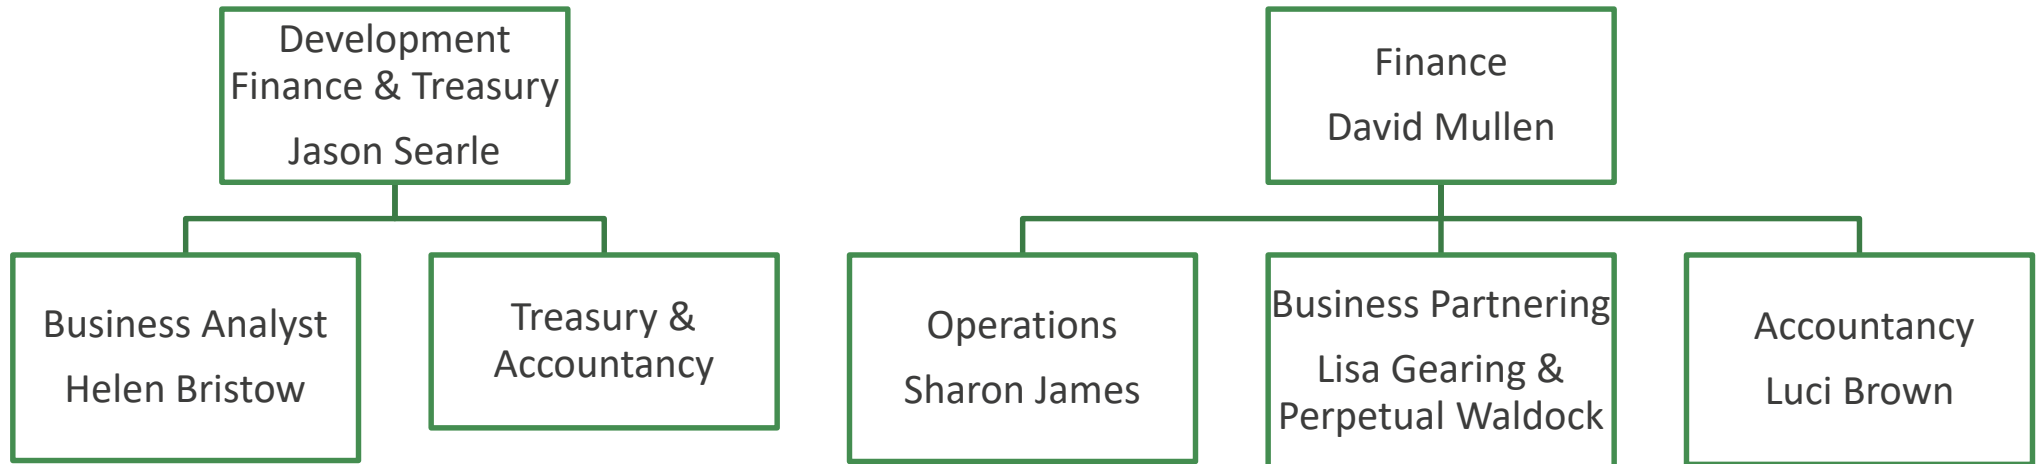 Development
Finance & Treasury
Jason Searle
Finance
David Mullen
Business Analyst
Helen Bristow
Treasury &
Accountancy
Operations
Sharon James
Business Partnering
Lisa Gearing &
Perpetual Waldock
Accountancy
Luci Brown